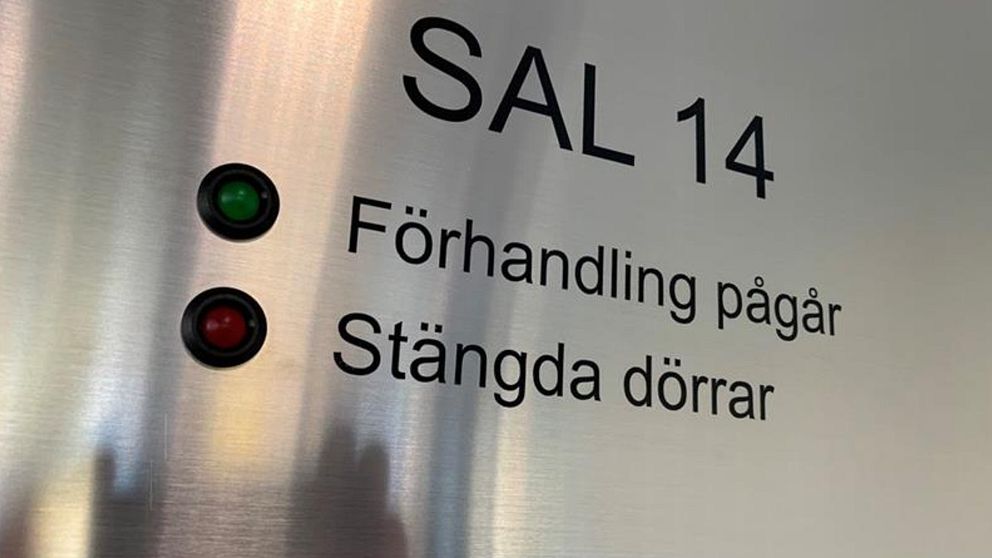 SAL 14
Förhandling pågår
Stängda dörrar